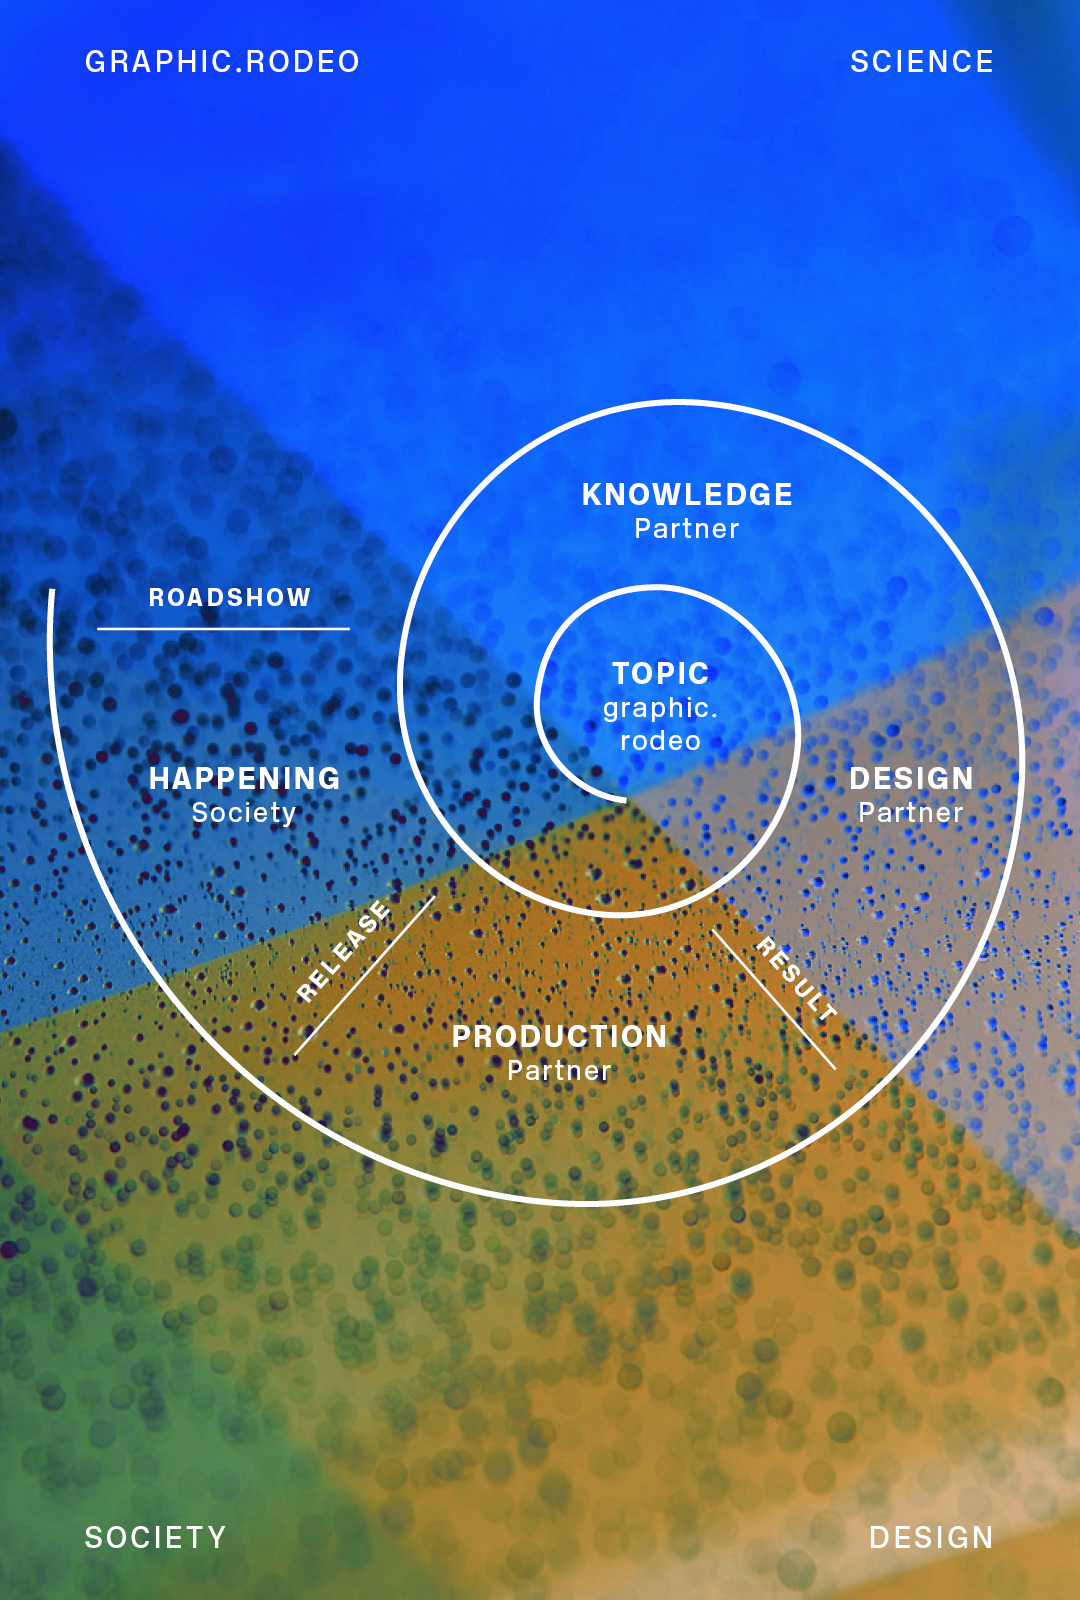 GRAPHIC.RODEO
SCIENCE
KNOWLEDGE
Partner
ROADSHOW
TOPIC
graphic.
rodeo
HAPPENING
Society
DESIGN
Partner
RELEASE
RESULT
PRODUCTION
Partner
SOCIETY
DESIGN